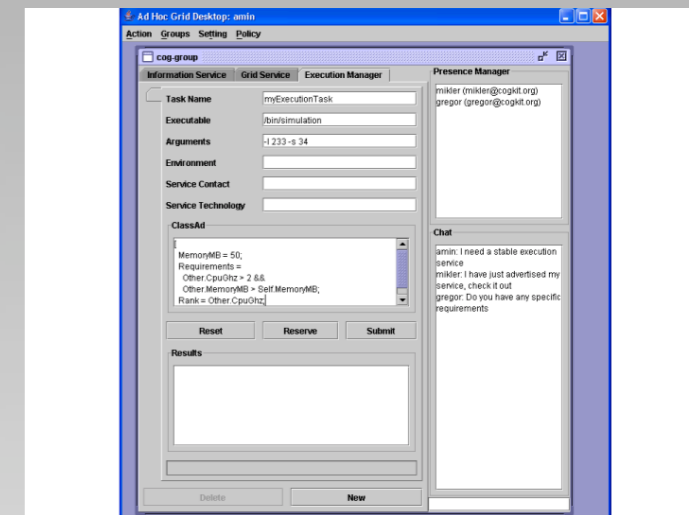 Ad Hoc Grid Desktop: amin
Action Groups Setting Policy
cog-group
Information Service Grid Service Execution Manager
Task Name myExecutionTask
Executable /bin/simulation
Arguments -l 233 -s 34
Environment
Service Contact
Service Technology
ClassAd
[
MemoryMB = 50;
Requirements =
Other.CpuGhz > 2 &&
Other.MemoryMB > Self.MemoryMB;
Rank = Other.CpuGhz;
Reset Reserve Submit
Results
Delete New
Presence Manager
mikler (mikler@cogkit.org)
gregor (gregor@cogkit.org)
Chat
amin: I need a stable execution
service
mikler: I have just advertised my
service, check it out
gregor: Do you have any specific
requirements